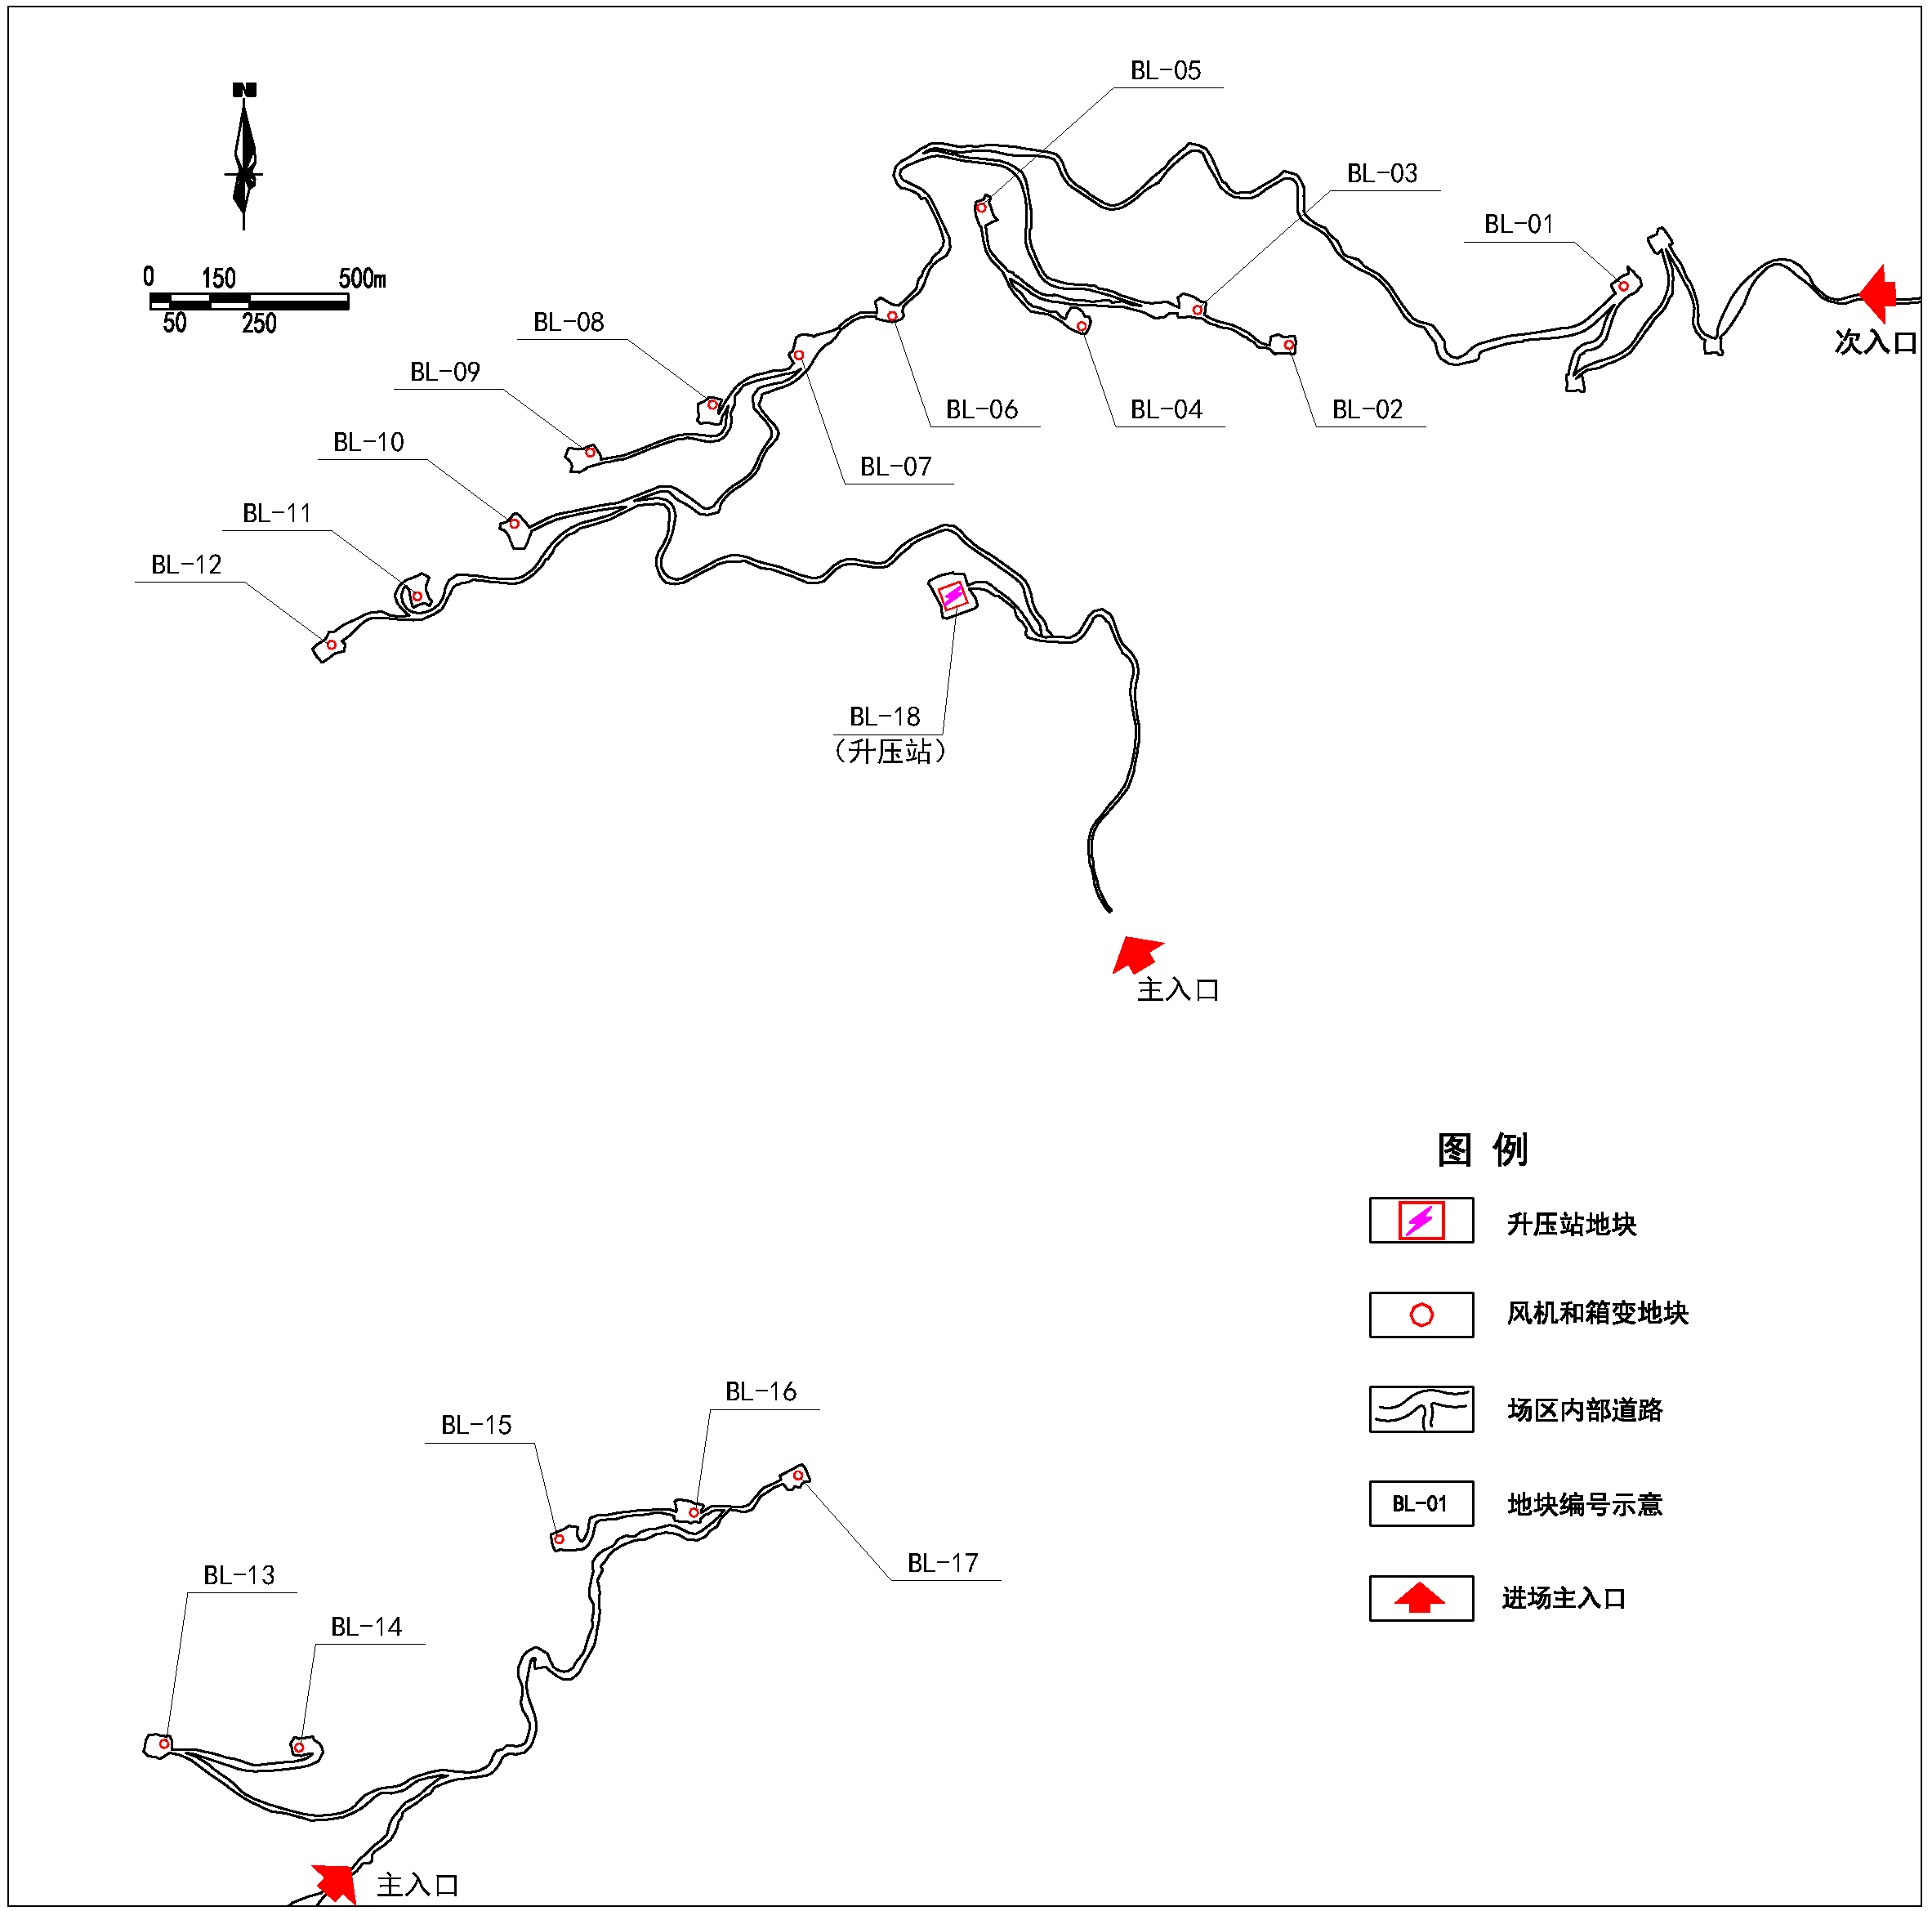 BL-05
N
BL-03
BL-01
0 150 500m
50 250
次入口
BL-08
BL-09
BL-06
BL-04
BL-02
BL-10
BL-07
BL-11
BL-12
BL-18
(升压站)
主入口
图 例
升压站地块
风机和箱变地块
场区内部道路
BL-01 地块编号示意
进场主入口
BL-16
BL-15
BL-17
BL-13
BL-14
主入口